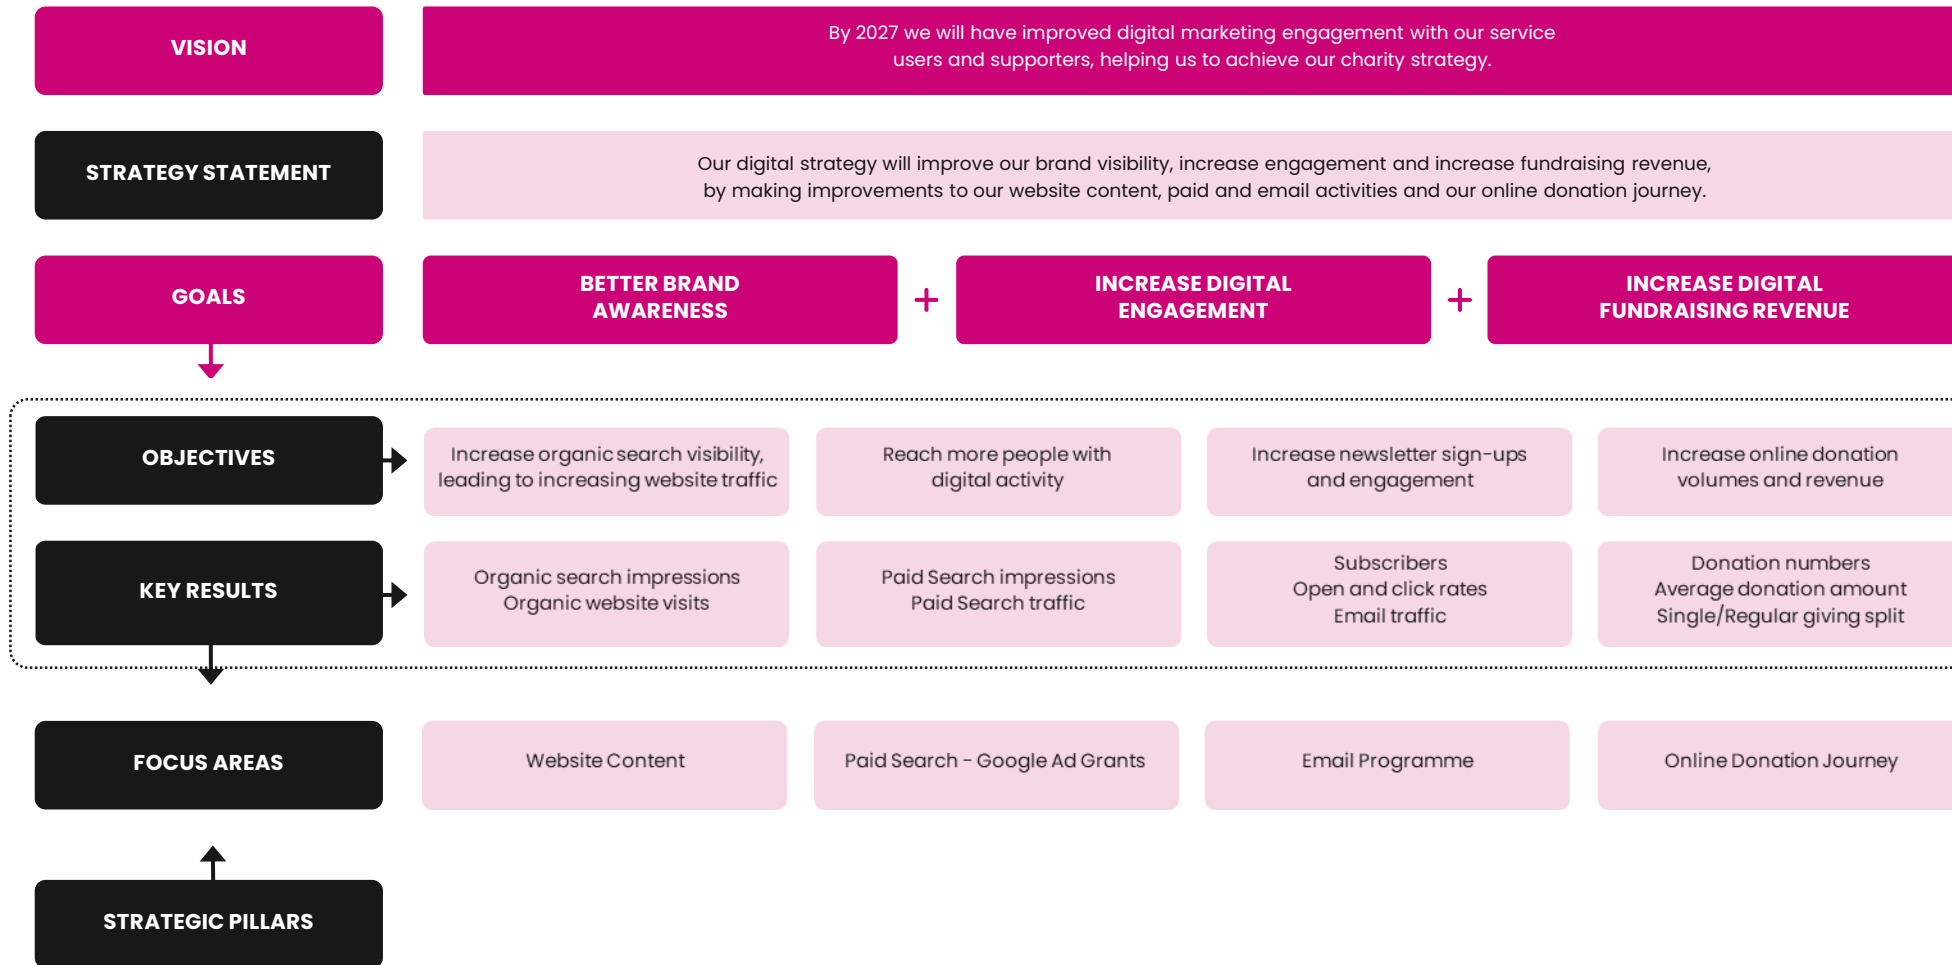 VISION
By 2027 we will have improved digital marketing engagement with our service
users and supporters, helping us to achieve our charity strategy.
STRATEGY STATEMENT
Our digital strategy will improve our brand visibility, increase engagement and increase fundraising revenue,
by making improvements to our website content, paid and email activities and our online donation journey.
GOALS
BETTER BRAND
AWARENESS
+
INCREASE DIGITAL
ENGAGEMENT
+
INCREASE DIGITAL
FUNDRAISING REVENUE
OBJECTIVES
Increase organic search visibility,
leading to increasing website traffic
Reach more people with
digital activity
Increase newsletter sign-ups
and engagement
Increase online donation
volumes and revenue
KEY RESULTS
Organic search impressions
Organic website visits
Paid Search impressions
Paid Search traffic
Subscribers
Open and click rates
Email traffic
Donation numbers
Average donation amount
Single/Regular giving split
FOCUS AREAS
Website Content
Paid Search - Google Ad Grants
Email Programme
Online Donation Journey
STRATEGIC PILLARS